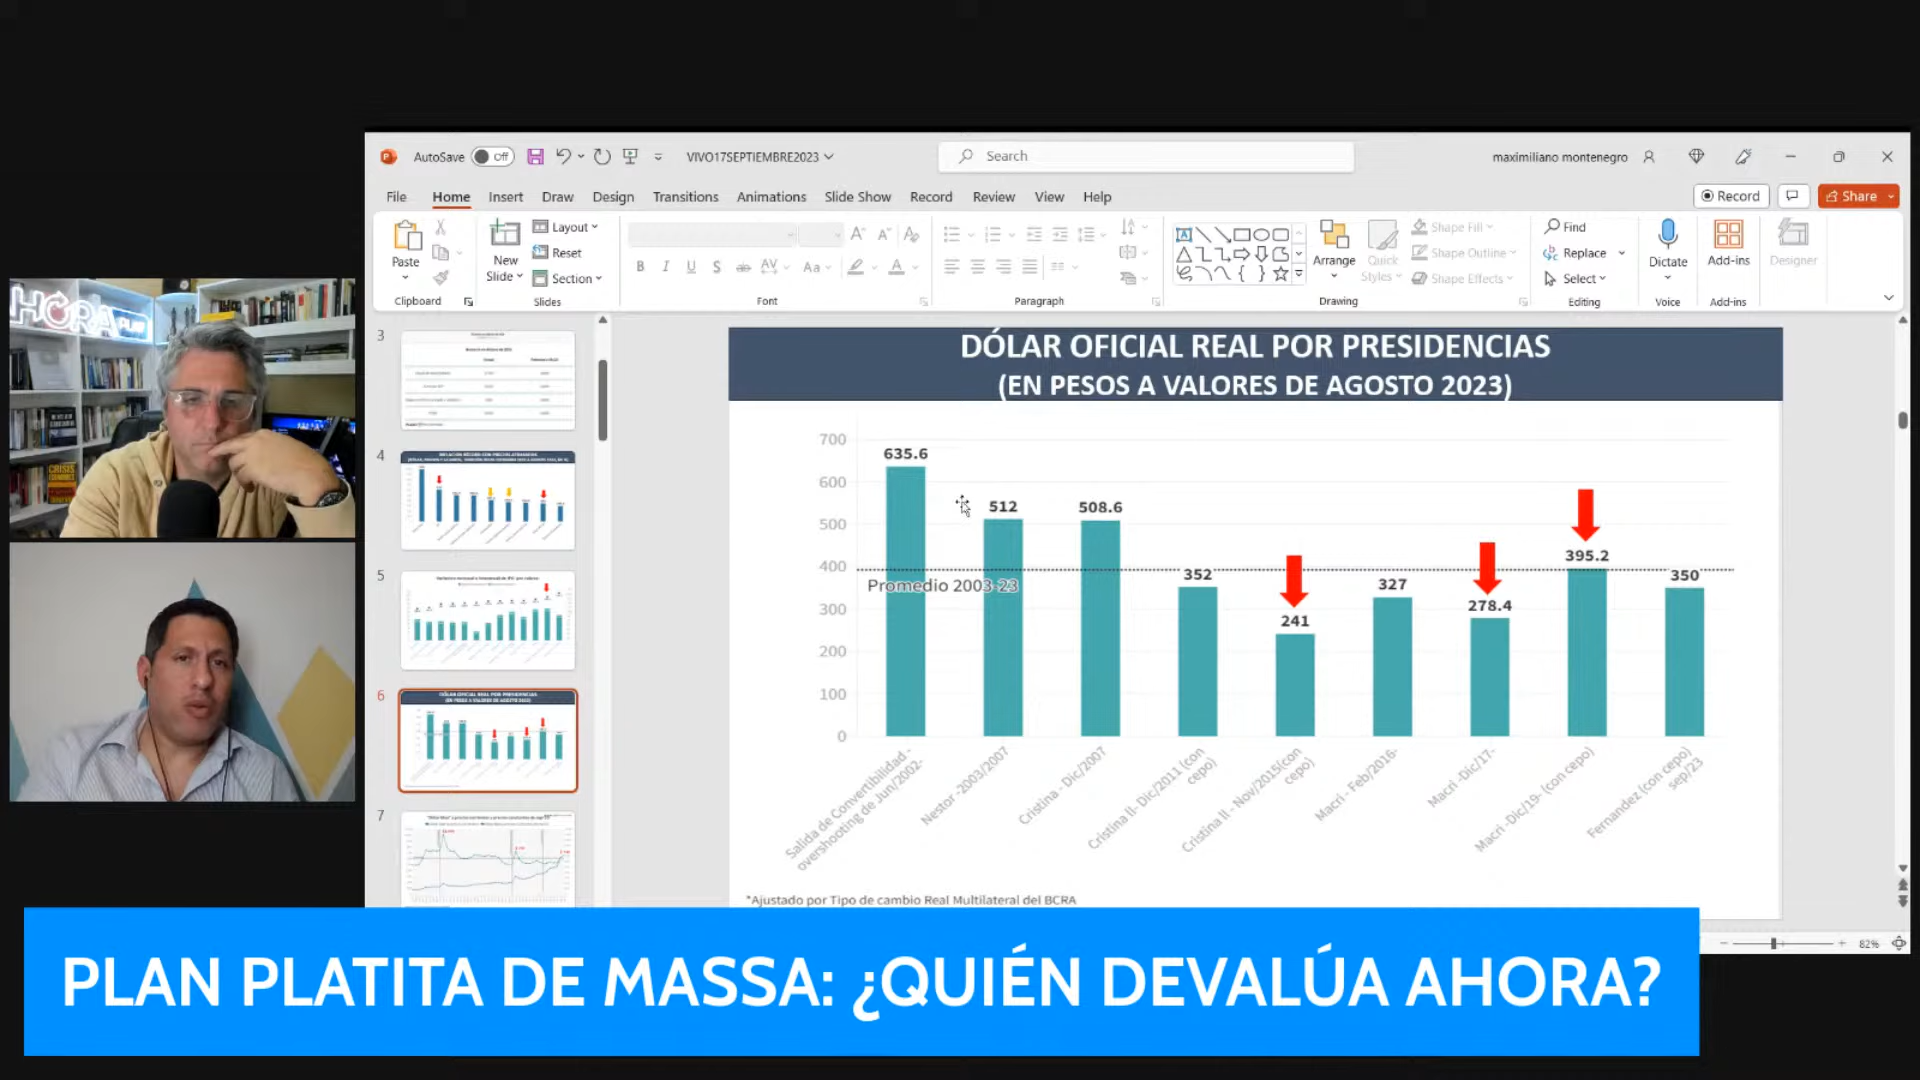 AutoSave
Off
VIVO17SEPTIEMBRE2023
Search
maximiliano montenegro
File
Home
Insert
Draw
Design
Transitions
Animations
Slide Show
Record
Review
View
Help
Record
Share
Paste
New
Slide
Layout
Reset
Section
Clipboard
Slides
Font
Paragraph
Arrange
Quick
Styles
Shape Fill
Shape Outline
Shape Effects
Drawing
Find
Replace
Select
Editing
Dictate
Voice
Add-ins
Add-ins
Designer
HORA
CRISIS
3
4
5
6
7
DÓLAR OFICIAL REAL POR PRESIDENCIAS
(EN PESOS A VALORES DE AGOSTO 2023)
700
600
500
400
300
200
100
0
635.6
512
508.6
352
241
327
278.4
395.2
350
Promedio 2003-23
Salida de Convertibilidad -
overshooting de Jun/2002-
Nestor -2003/2007
Cristina - Dic/2007
Cristina II- Dic/2011 (con
cepo)
Cristina II - Nov/2015(con
cepo)
Macri - Feb/2016-
Macri -Dic/17-
Macri -Dic/19- (con cepo)
Fernandez (con cepo)
sep/23
*Ajustado por Tipo de cambio Real Multilateral del BCRA
82%
PLAN PLATITA DE MASSA: ¿QUIÉN DEVALÚA AHORA?